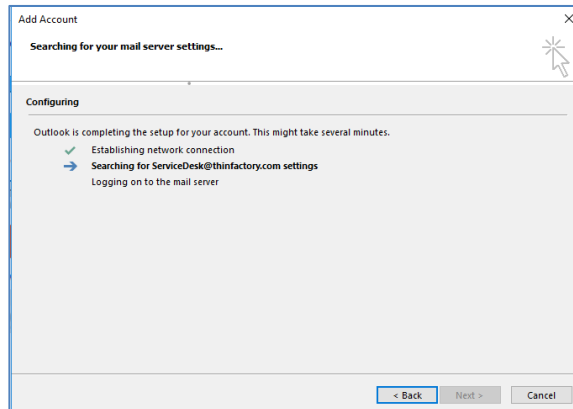 Add Account
Searching for your mail server settings...
Configuring
Outlook is completing the setup for your account. This might take several minutes.
Establishing network connection
Searching for ServiceDesk@thinfactory.com settings
Logging on to the mail server
< Back Next > Cancel